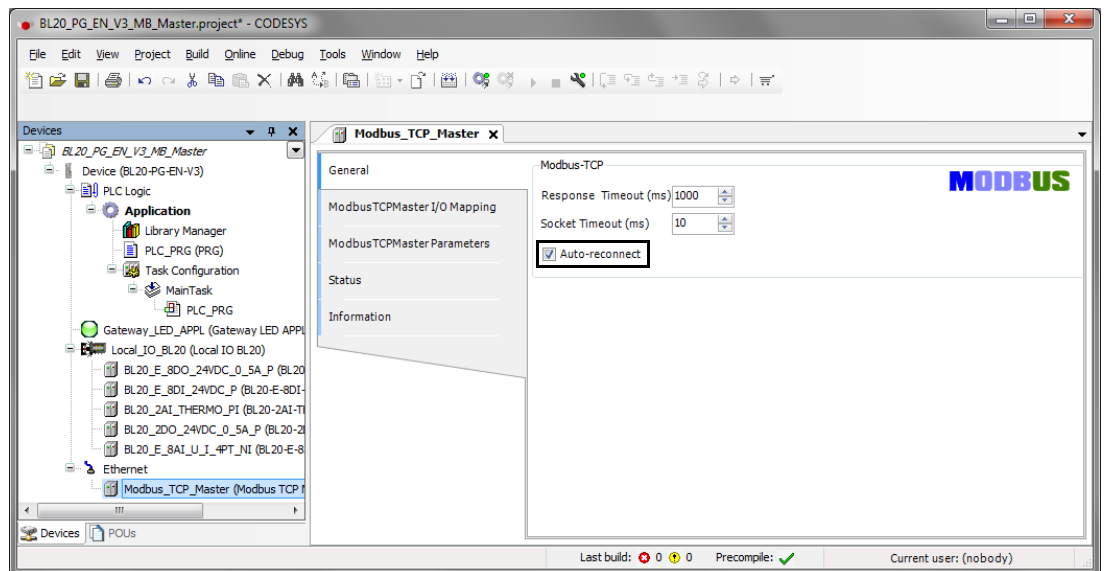 BL20_PG_EN_V3_MB_Master.project* - CODESYS
File Edit View Project Build Online Debug Tools Window Help
Devices
BL20_PG_EN_V3_MB_Master
Device (BL20-PG-EN-V3)
PLC Logic
Application
Library Manager
PLC_PRG (PRG)
Task Configuration
MainTask
PLC_PRG
Gateway_LED_APPL (Gateway LED APPL
Local_IO_BL20 (Local IO BL20)
BL20_E_8DO_24VDC_0_5A_P (BL20
BL20_E_8DI_24VDC_P (BL20-E-8DI-
BL20_2AI_THERMO_PI (BL20-2AI-T
BL20_2DO_24VDC_0_5A_P (BL20-2
BL20_E_8AI_U_I_4PT_NI (BL20-E-8
Ethernet
Modbus_TCP_Master (Modbus TCP
Devices POUs
Modbus_TCP_Master
General
ModbusTCPMaster I/O Mapping
ModbusTCPMaster Parameters
Status
Information
Modbus-TCP
MODBUS
Response Timeout (ms) 1000
Socket Timeout (ms) 10
Auto-reconnect
Last build: 0 0 Precompile: Current user: (nobody)